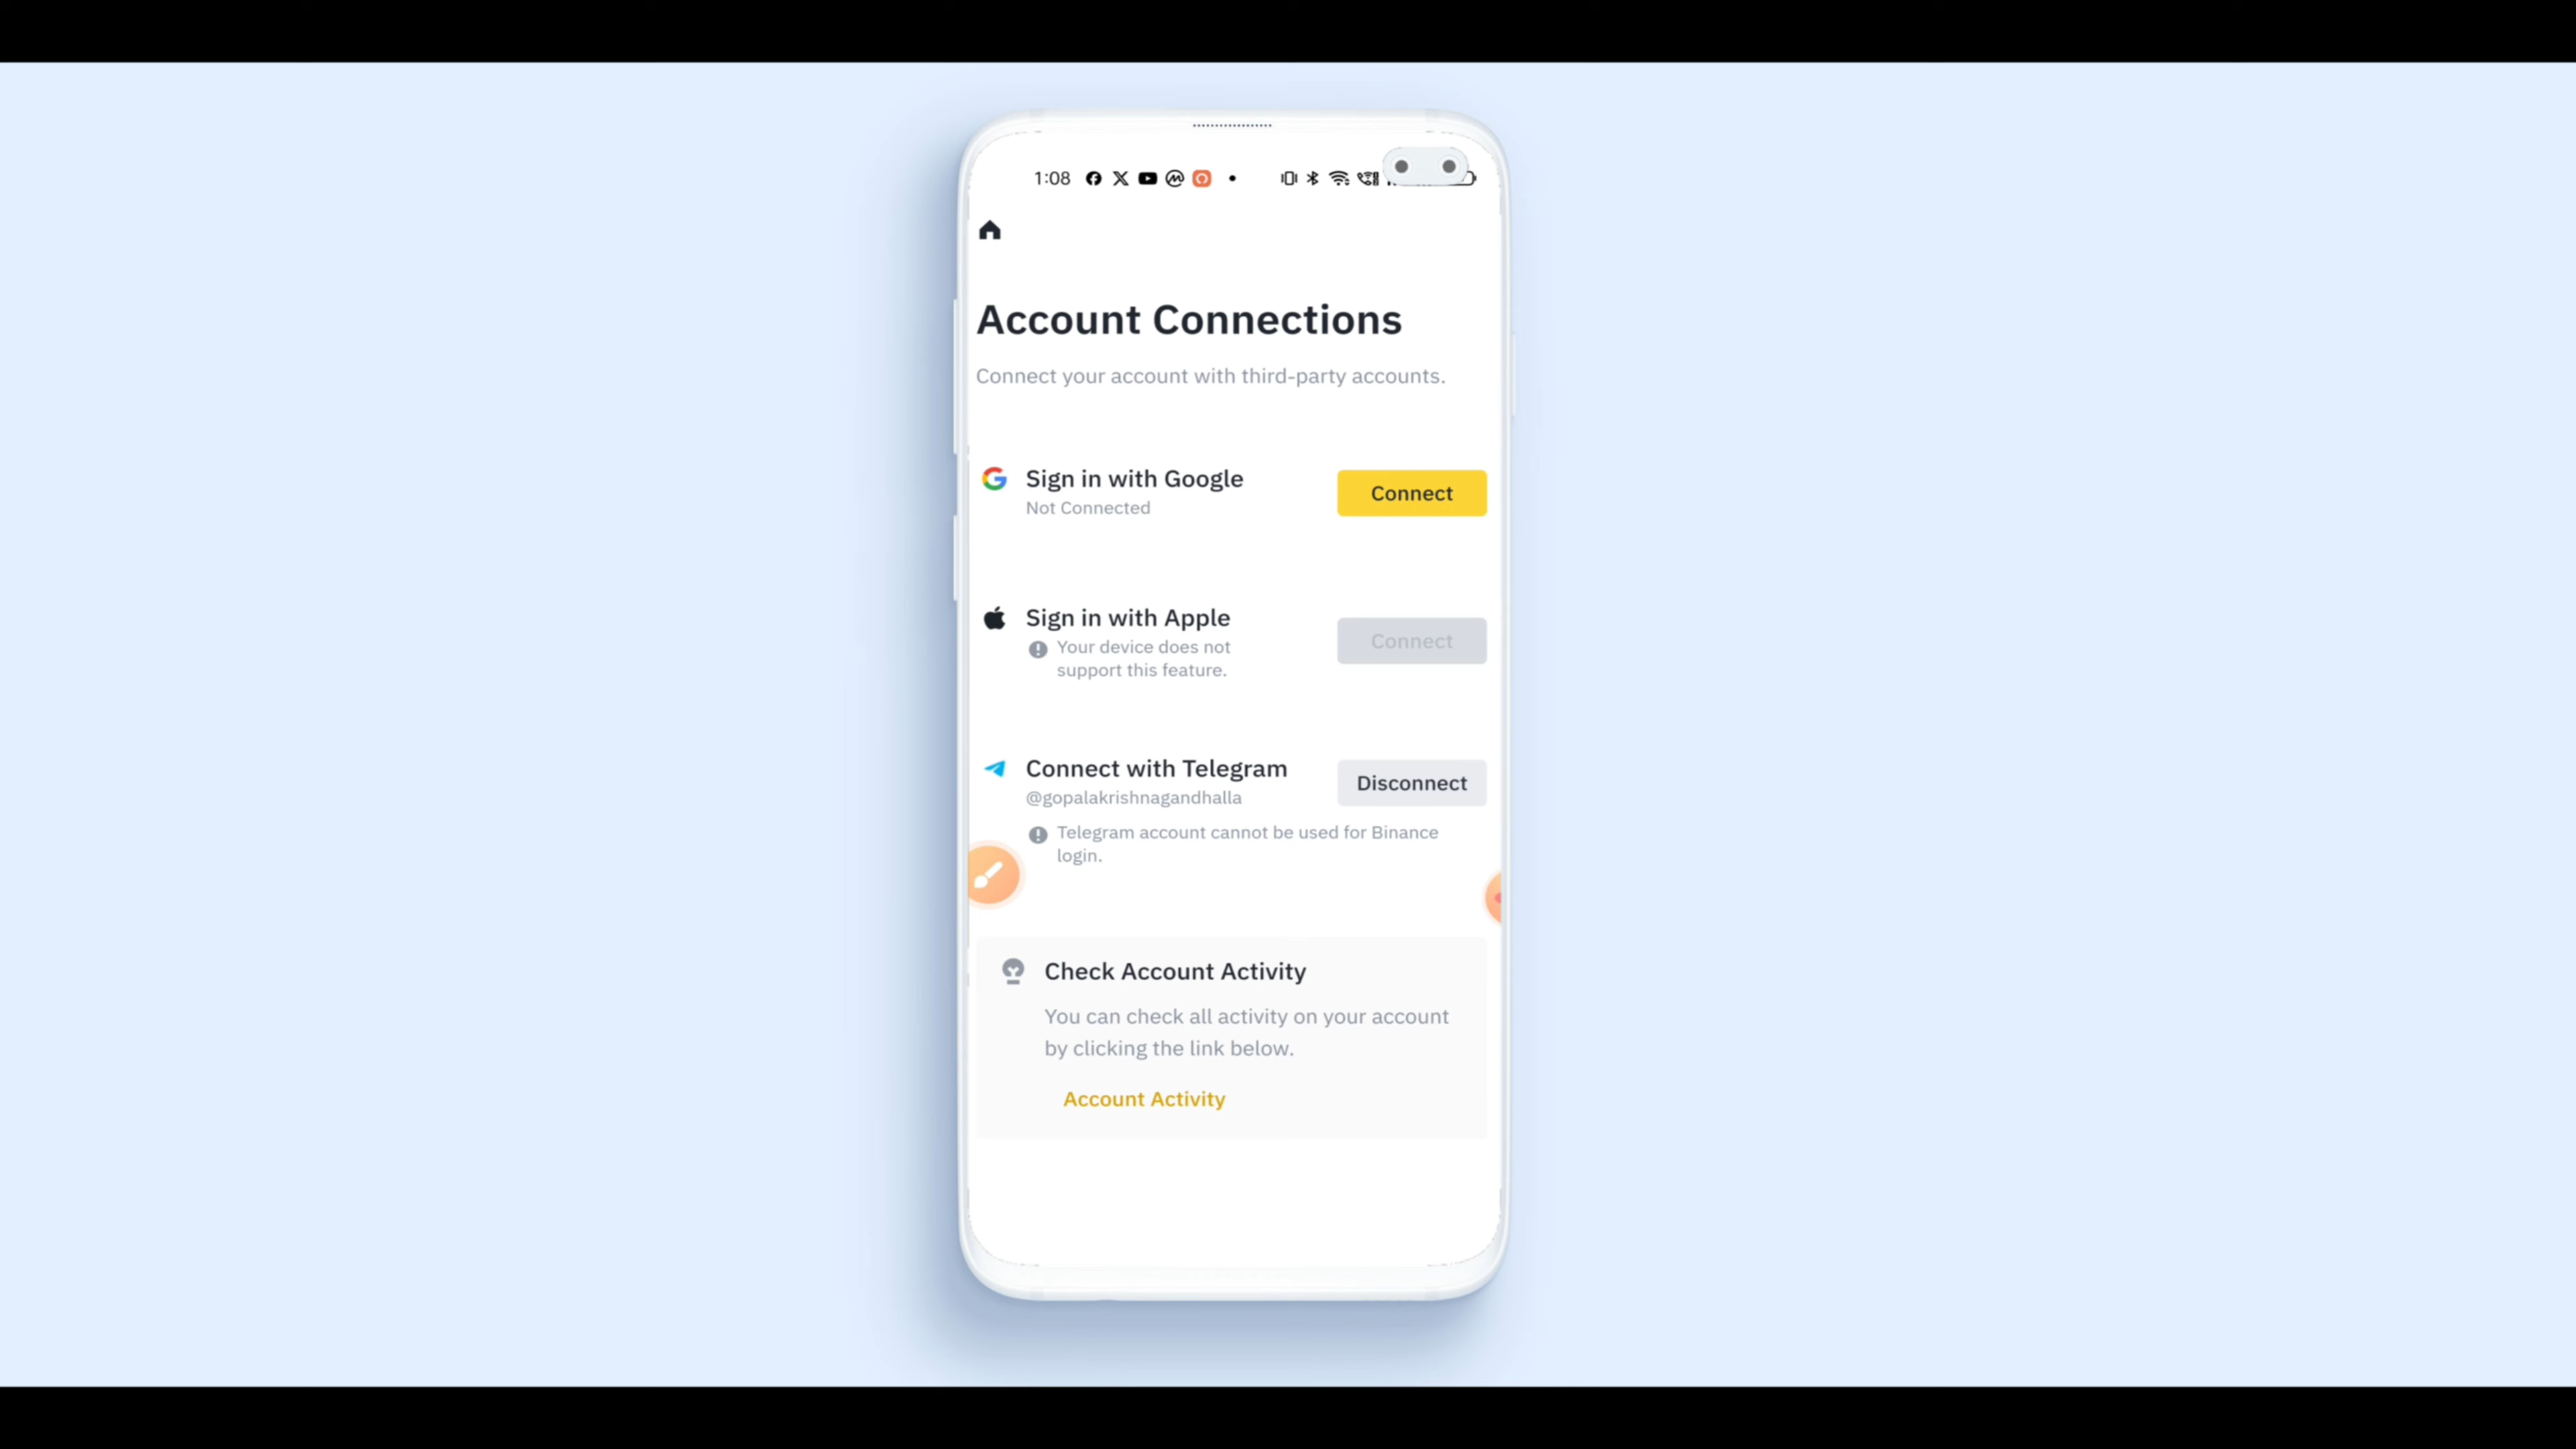 1:08
Account Connections
Connect your account with third-party accounts.
Sign in with Google
Not Connected
Connect
Sign in with Apple
Your device does not
support this feature.
Connect
Connect with Telegram
@gopalakrishnagandhalla
Disconnect
Telegram account cannot be used for Binance
login.
Check Account Activity
You can check all activity on your account
by clicking the link below.
Account Activity